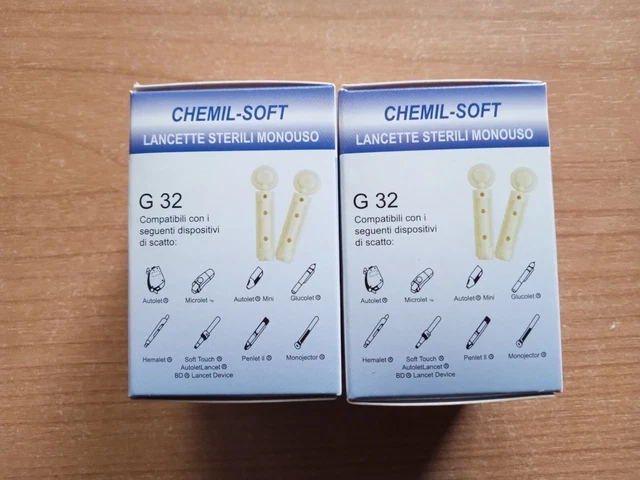 CHEMIL-SOFT
LANCETTE STERILI MONOUSO
G 32
Compatibili con i
seguenti dispositivi
di scatto:
Autolet® Microlet ™ Autolet® Mini Glucolet®
Hemalet® Soft Touch® Penlet II® Monojector®
AutoletLancet®
BD® Lancet Device
CHEMIL-SOFT
LANCETTE STERILI MONOUSO
G 32
Compatibili con i
seguenti dispositivi
di scatto:
Autolet® Microlet ™ Autolet® Mini Glucolet®
Hemalet® Soft Touch® Penlet II® Monojector®
AutoletLancet®
BD® Lancet Device